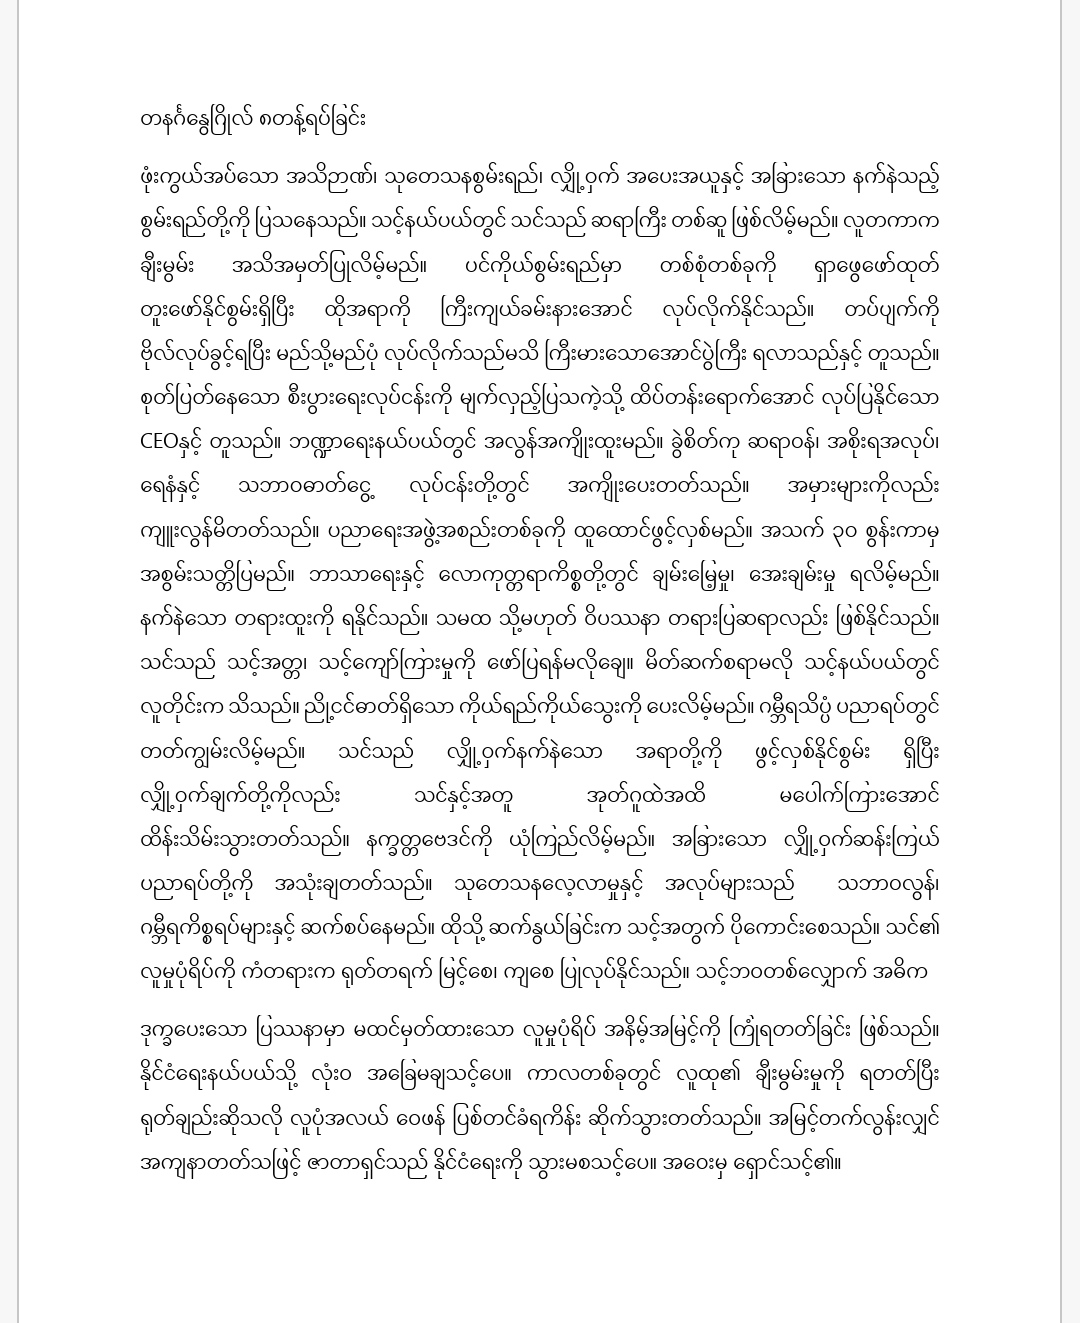 တနင်္ဂနွေဂြိုလ် ၈တန့်ရပ်ခြင်း
ဖုံးကွယ်အပ်သော အသိဉာဏ်၊ သုတေသနစွမ်းရည်၊ လျှို့ဝှက် အပေးအယူနှင့် အခြားသော နက်နဲသည့်
စွမ်းရည်တို့ကို ပြသနေသည်။ သင့်နယ်ပယ်တွင် သင်သည် ဆရာကြီး တစ်ဆူ ဖြစ်လိမ့်မည်။ လူတကာက
ချီးမွမ်း အသိအမှတ်ပြုလိမ့်မည်။ ပင်ကိုယ်စွမ်းရည်မှာ တစ်စုံတစ်ခုကို ရှာဖွေဖော်ထုတ်
တူးဖော်နိုင်စွမ်းရှိပြီး ထိုအရာကို ကြီးကျယ်ခမ်းနားအောင် လုပ်လိုက်နိုင်သည်။ တပ်ပျက်ကို
ဗိုလ်လုပ်ခွင့်ရပြီး မည်သို့မည်ပုံ လုပ်လိုက်သည်မသိ ကြီးမားသောအောင်ပွဲကြီး ရလာသည်နှင့် တူသည်။
စုတ်ပြတ်နေသော စီးပွားရေးလုပ်ငန်းကို မျက်လှည့်ပြသကဲ့သို့ ထိပ်တန်းရောက်အောင် လုပ်ပြနိုင်သော
CEOနှင့် တူသည်။ ဘဏ္ဍာရေးနယ်ပယ်တွင် အလွန်အကျိုးထူးမည်။ ခွဲစိတ်ကု ဆရာဝန်၊ အစိုးရအလုပ်၊
ရေနံနှင့် သဘာဝဓာတ်ငွေ့ လုပ်ငန်းတို့တွင် အကျိုးပေးတတ်သည်။ အမှားများကိုလည်း
ကျူးလွန်မိတတ်သည်။ ပညာရေးအဖွဲ့အစည်းတစ်ခုကို ထူထောင်ဖွင့်လှစ်မည်။ အသက် ၃၀ စွန်းကာမှ
အစွမ်းသတ္တိပြမည်။ ဘာသာရေးနှင့် လောကုတ္တရာကိစ္စတို့တွင် ချမ်းမြေ့မှု၊ အေးချမ်းမှု ရလိမ့်မည်။
နက်နဲသော တရားထူးကို ရနိုင်သည်။ သမထ သို့မဟုတ် ဝိပဿနာ တရားပြဆရာလည်း ဖြစ်နိုင်သည်။
သင်သည် သင့်အတ္တ၊ သင့်ကျော်ကြားမှုကို ဖော်ပြရန်မလိုချေ။ မိတ်ဆက်စရာမလို သင့်နယ်ပယ်တွင်
လူတိုင်းက သိသည်။ ညှို့ငင်ဓာတ်ရှိသော ကိုယ်ရည်ကိုယ်သွေးကို ပေးလိမ့်မည်။ ဂမ္ဘီရသိပ္ပံ ပညာရပ်တွင်
တတ်ကျွမ်းလိမ့်မည်။ သင်သည် လျှို့ဝှက်နက်နဲသော အရာတို့ကို ဖွင့်လှစ်နိုင်စွမ်း ရှိပြီး
လျှို့ဝှက်ချက်တို့ကိုလည်း သင်နှင့်အတူ အုတ်ဂူထဲအထိ မပေါက်ကြားအောင်
ထိန်းသိမ်းသွားတတ်သည်။ နက္ခတ္တဗေဒင်ကို ယုံကြည်လိမ့်မည်။ အခြားသော လျှို့ဝှက်ဆန်းကြယ်
ပညာရပ်တို့ကို အသုံးချတတ်သည်။ သုတေသနလေ့လာမှုနှင့် အလုပ်များသည် သဘာဝလွန်၊
ဂမ္ဘီရကိစ္စရပ်များနှင့် ဆက်စပ်နေမည်။ ထိုသို့ ဆက်နွယ်ခြင်းက သင့်အတွက် ပိုကောင်းစေသည်။ သင်၏
လူမှုပုံရိပ်ကို ကံတရားက ရုတ်တရက် မြင့်စေ၊ ကျစေ ပြုလုပ်နိုင်သည်။ သင့်ဘဝတစ်လျှောက် အဓိက
ဒုက္ခပေးသော ပြဿနာမှာ မထင်မှတ်ထားသော လူမှုပုံရိပ် အနိမ့်အမြင့်ကို ကြုံရတတ်ခြင်း ဖြစ်သည်။
နိုင်ငံရေးနယ်ပယ်သို့ လုံးဝ အခြေမချသင့်ပေ။ ကာလတစ်ခုတွင် လူထု၏ ချီးမွမ်းမှုကို ရတတ်ပြီး
ရုတ်ချည်းဆိုသလို လူပုံအလယ် ဝေဖန် ပြစ်တင်ခံရကိန်း ဆိုက်သွားတတ်သည်။ အမြင့်တက်လွန်းလျှင်
အကျနာတတ်သဖြင့် ဇာတာရှင်သည် နိုင်ငံရေးကို သွားမစသင့်ပေ။ အဝေးမှ ရှောင်သင့်၏။